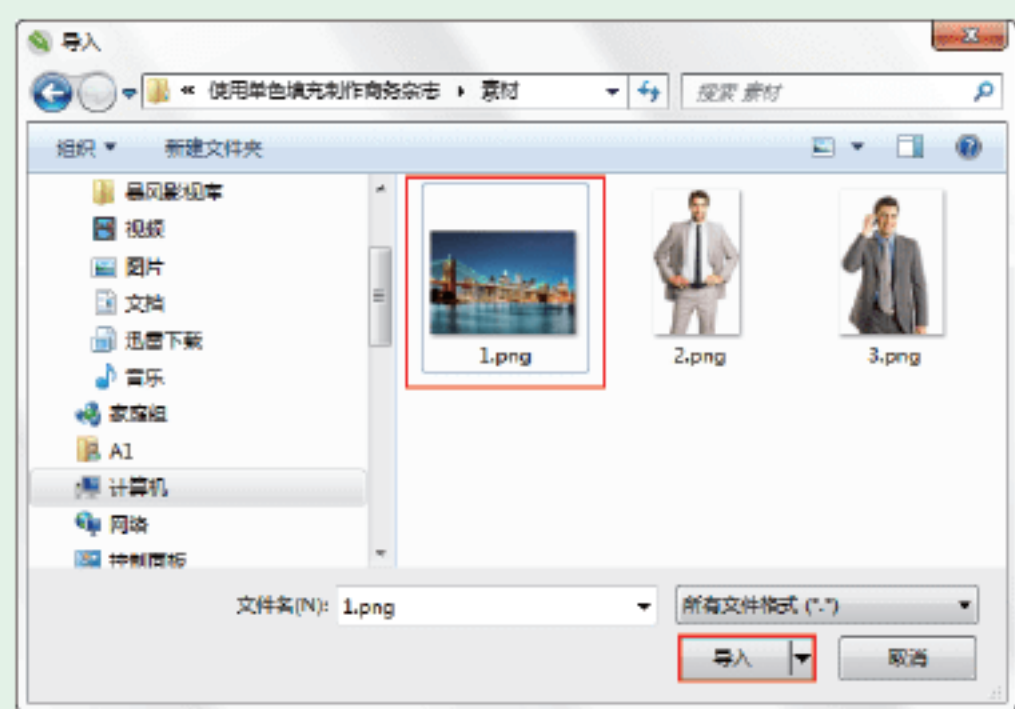 导入
« 使用单色填充制作商务杂志 ▸ 素材
搜索 素材
组织 新建文件夹
暴风影视库
视频
图片
文档
迅雷下载
音乐
家庭组
A1
计算机
网络
控制面板
1.png
2.png
3.png
文件名(N): 1.png
所有文件格式 (*.*)
导入
取消